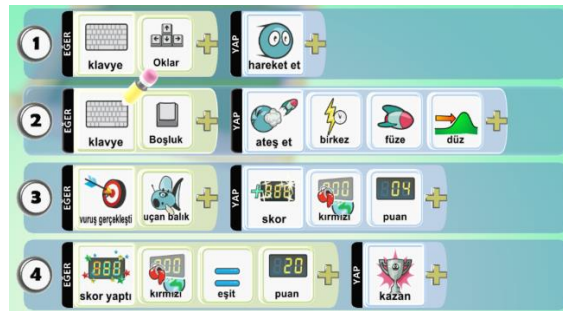 1 EĞER klavye Oklar YAP hareket et
2 EĞER klavye Boşluk YAP ateş et birkez füze düz
3 EĞER vuruş gerçekleşti uçan balık YAP skor kırmızı 04 puan
4 EĞER skor yaptı kırmızı eşit 20 puan YAP kazan